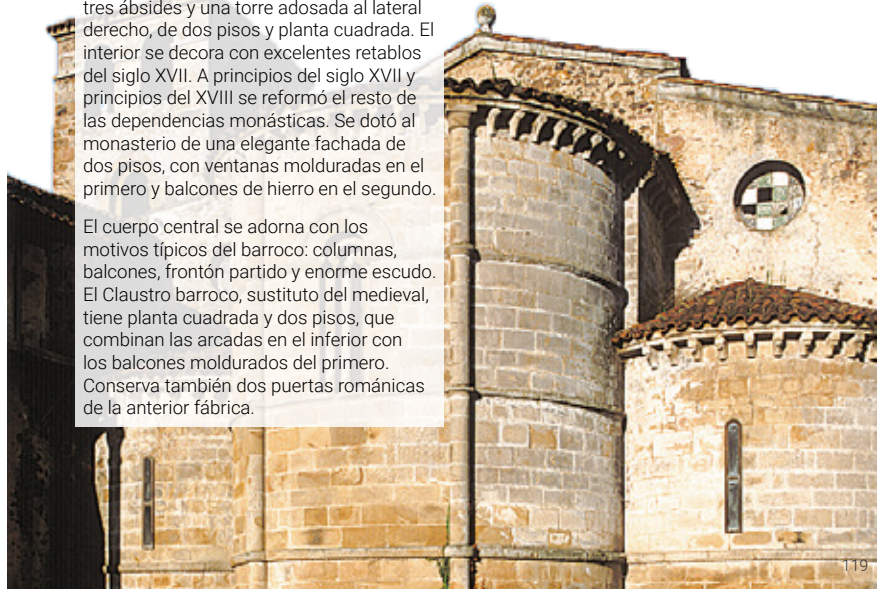 tres ábsides y una torre adosada al lateral
derecho, de dos pisos y planta cuadrada. El
interior se decora con excelentes retablos
del siglo XVII. A principios del siglo XVII y
principios del XVIII se reformó el resto de
las dependencias monásticas. Se dotó al
monasterio de una elegante fachada de
dos pisos, con ventanas molduradas en el
primero y balcones de hierro en el segundo.
El cuerpo central se adorna con los
motivos típicos del barroco: columnas,
balcones, frontón partido y enorme escudo.
El Claustro barroco, sustituto del medieval,
tiene planta cuadrada y dos pisos, que
combinan las arcadas en el inferior con
los balcones moldurados del primero.
Conserva también dos puertas románicas
de la anterior fábrica.
119